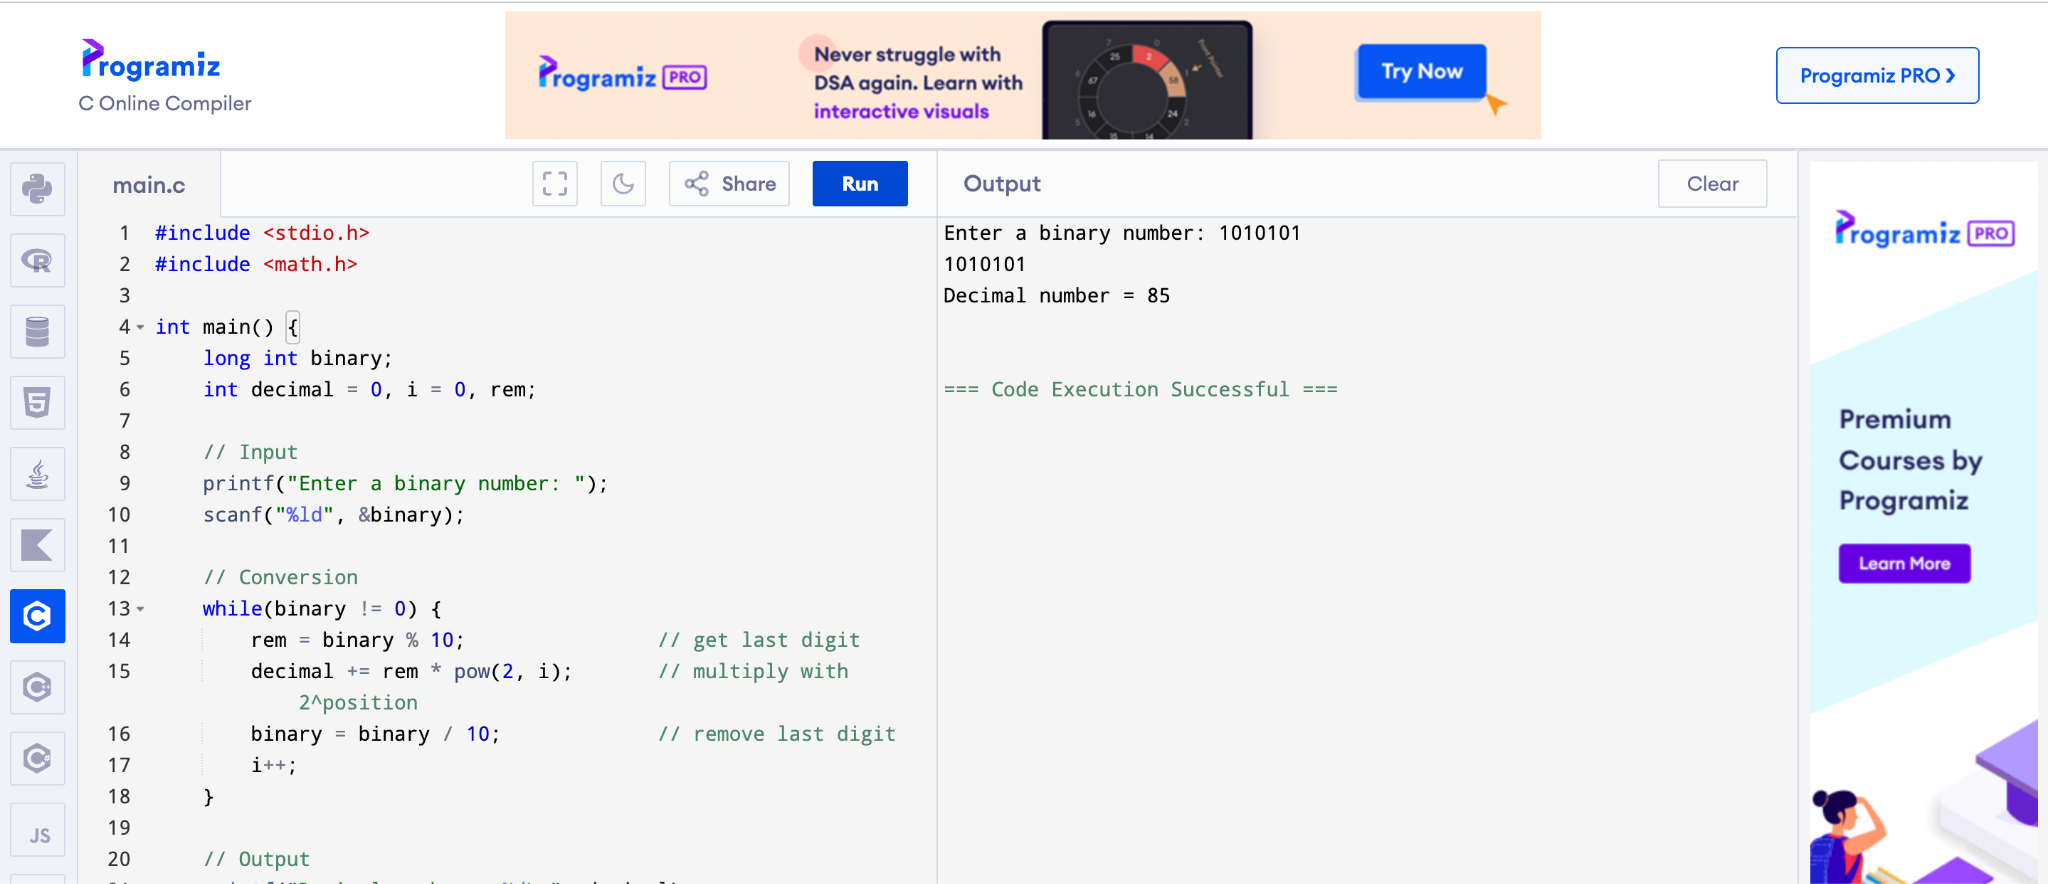 Programiz
C Online Compiler
Programiz PRO
Never struggle with
DSA again. Learn with
interactive visuals
Try Now
Programiz PRO ❯
main.c
Share
Run
Output
Clear
1 #include <stdio.h>
2 #include <math.h>
3
4 int main() {
5 long int binary;
6 int decimal = 0, i = 0, rem;
7
8 // Input
9 printf("Enter a binary number: ");
10 scanf("%ld", &binary);
11
12 // Conversion
13 while(binary != 0) {
14 rem = binary % 10; // get last digit
15 decimal += rem * pow(2, i); // multiply with
2^position
16 binary = binary / 10; // remove last digit
17 i++;
18 }
19
20 // Output
Enter a binary number: 1010101
1010101
Decimal number = 85
=== Code Execution Successful ===
Programiz PRO
Premium
Courses by
Programiz
Learn More
JS